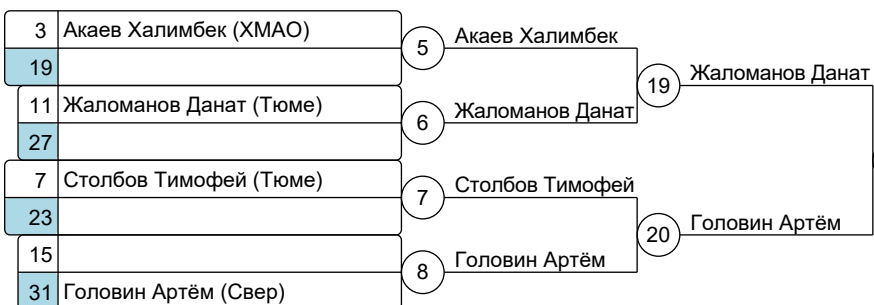 3 Акаев Халимбек (ХМАО)
19
5 Акаев Халимбек
11 Жаломанов Данат (Тюме)
27
6 Жаломанов Данат
19 Жаломанов Данат
7 Столбов Тимофей (Тюме)
23
7 Столбов Тимофей
15
31 Головин Артём (Свер)
8 Головин Артём
20 Головин Артём